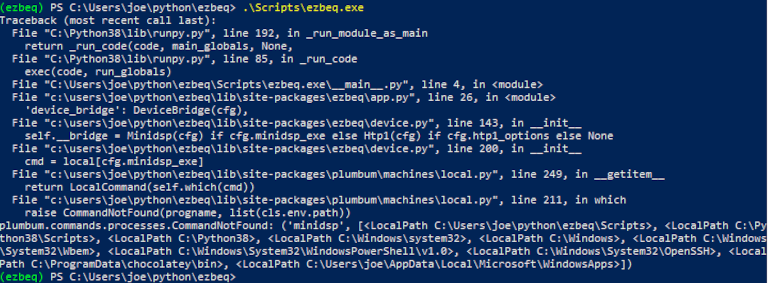 (ezbeq) PS C:\Users\joe\python\ezbeq> .\Scripts\ezbeq.exe
Traceback (most recent call last):
  File "C:\Python38\lib\runpy.py", line 192, in _run_module_as_main
    return _run_code(code, main_globals, None,
  File "C:\Python38\lib\runpy.py", line 85, in _run_code
    exec(code, run_globals)
  File "C:\Users\joe\python\ezbeq\Scripts\ezbeq.exe\__main__.py", line 4, in <module>
  File "c:\users\joe\python\ezbeq\lib\site-packages\ezbeq\app.py", line 26, in <module>
    'device_bridge': DeviceBridge(cfg),
  File "c:\users\joe\python\ezbeq\lib\site-packages\ezbeq\device.py", line 143, in __init__
    self.__bridge = Minidsp(cfg) if cfg.minidsp_exe else Htp1(cfg) if cfg.htp1_options else None
  File "c:\users\joe\python\ezbeq\lib\site-packages\ezbeq\device.py", line 200, in __init__
    cmd = local[cfg.minidsp_exe]
  File "c:\users\joe\python\ezbeq\lib\site-packages\plumbum\machines\local.py", line 249, in __getitem__
    return LocalCommand(self.which(cmd))
  File "c:\users\joe\python\ezbeq\lib\site-packages\plumbum\machines\local.py", line 211, in which
    raise CommandNotFound(progname, list(cls.env.path))
plumbum.commands.processes.CommandNotFound: ('minidsp', [<LocalPath C:\Users\joe\python\ezbeq\Scripts>, <LocalPath C:\Py
thon38\Scripts>, <LocalPath C:\Python38>, <LocalPath C:\Windows\system32>, <LocalPath C:\Windows>, <LocalPath C:\Windows
\System32\Wbem>, <LocalPath C:\Windows\System32\WindowsPowerShell\v1.0>, <LocalPath C:\Windows\System32\OpenSSH>, <Local
Path C:\ProgramData\chocolatey\bin>, <LocalPath C:\Users\joe\AppData\Local\Microsoft\WindowsApps>])
(ezbeq) PS C:\Users\joe\python\ezbeq>